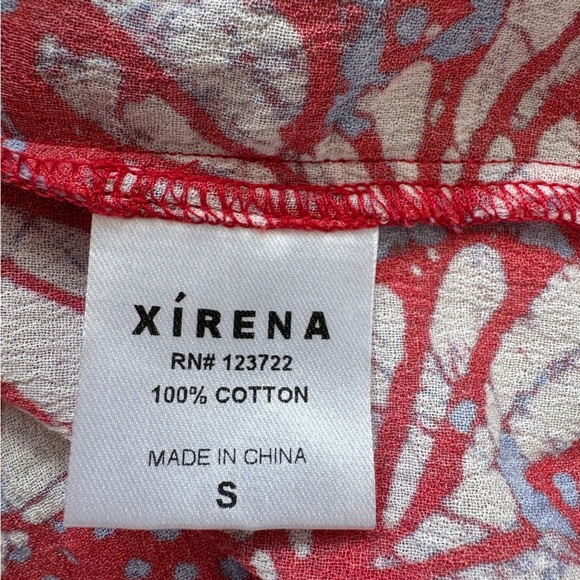 XÍRENA
RN# 123722
100% COTTON
MADE IN CHINA
S